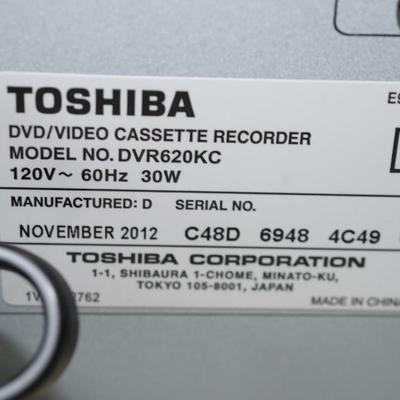 TOSHIBA
DVD/VIDEO CASSETTE RECORDER
MODEL NO. DVR620KC
120V~ 60Hz 30W
MANUFACTURED: D SERIAL NO.
NOVEMBER 2012 C48D 6948 4C49
TOSHIBA CORPORATION
1-1, SHIBAURA 1-CHOME, MINATO-KU,
TOKYO 105-8001, JAPAN
MADE IN CHINA